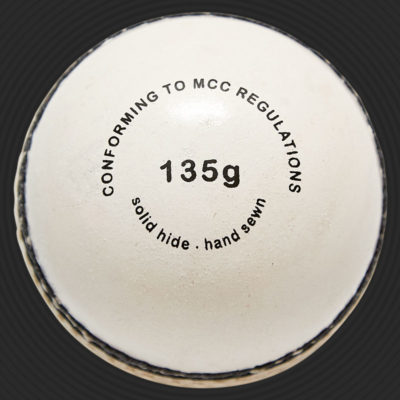 CONFORMING TO MCC REGULATIONS
135g
solid hide . hand sewn